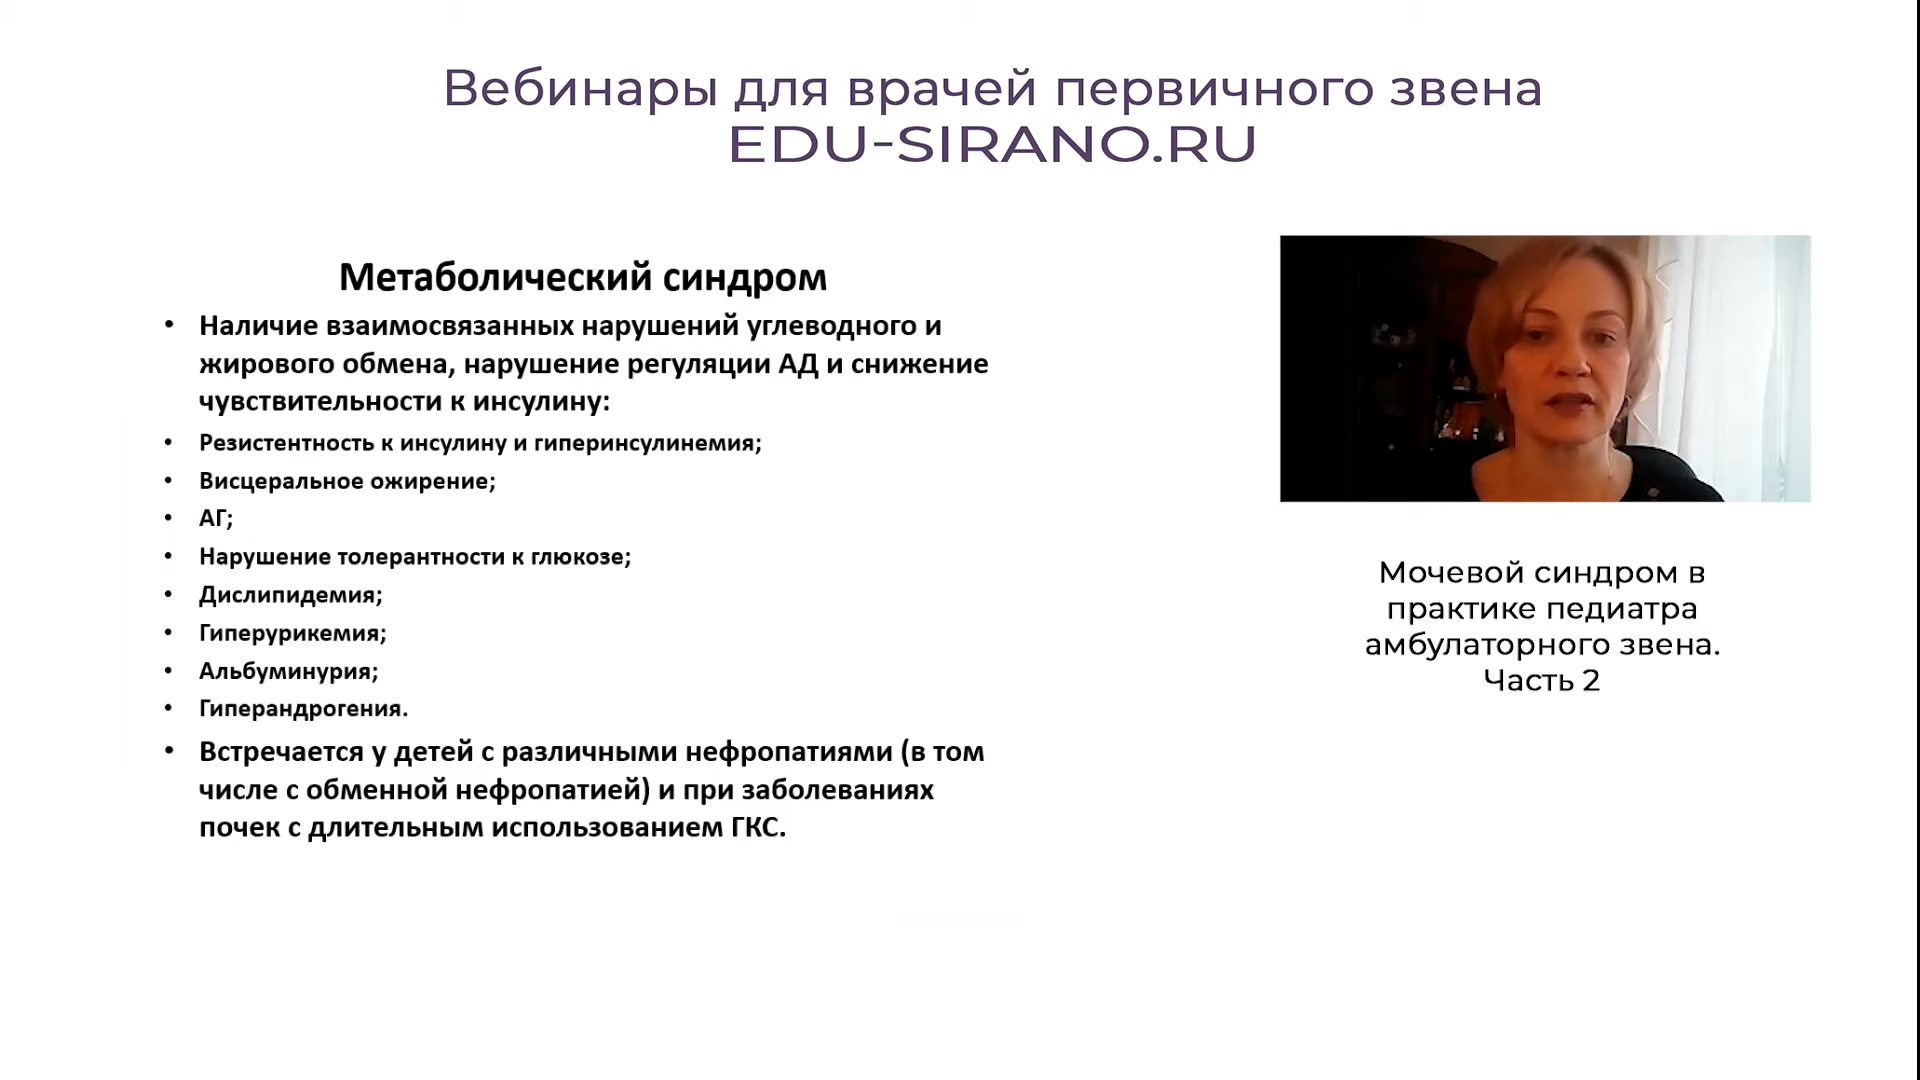 Вебинары для врачей первичного звена
EDU-SIRANO.RU
Метаболический синдром
• Наличие взаимосвязанных нарушений углеводного и
жирового обмена, нарушение регуляции АД и снижение
чувствительности к инсулину:
• Резистентность к инсулину и гиперинсулинемия;
• Висцеральное ожирение;
• АГ;
• Нарушение толерантности к глюкозе;
• Дислипидемия;
• Гиперурикемия;
• Альбуминурия;
• Гиперандрогения.
• Встречается у детей с различными нефропатиями (в том
числе с обменной нефропатией) и при заболеваниях
почек с длительным использованием ГКС.
Мочевой синдром в
практике педиатра
амбулаторного звена.
Часть 2